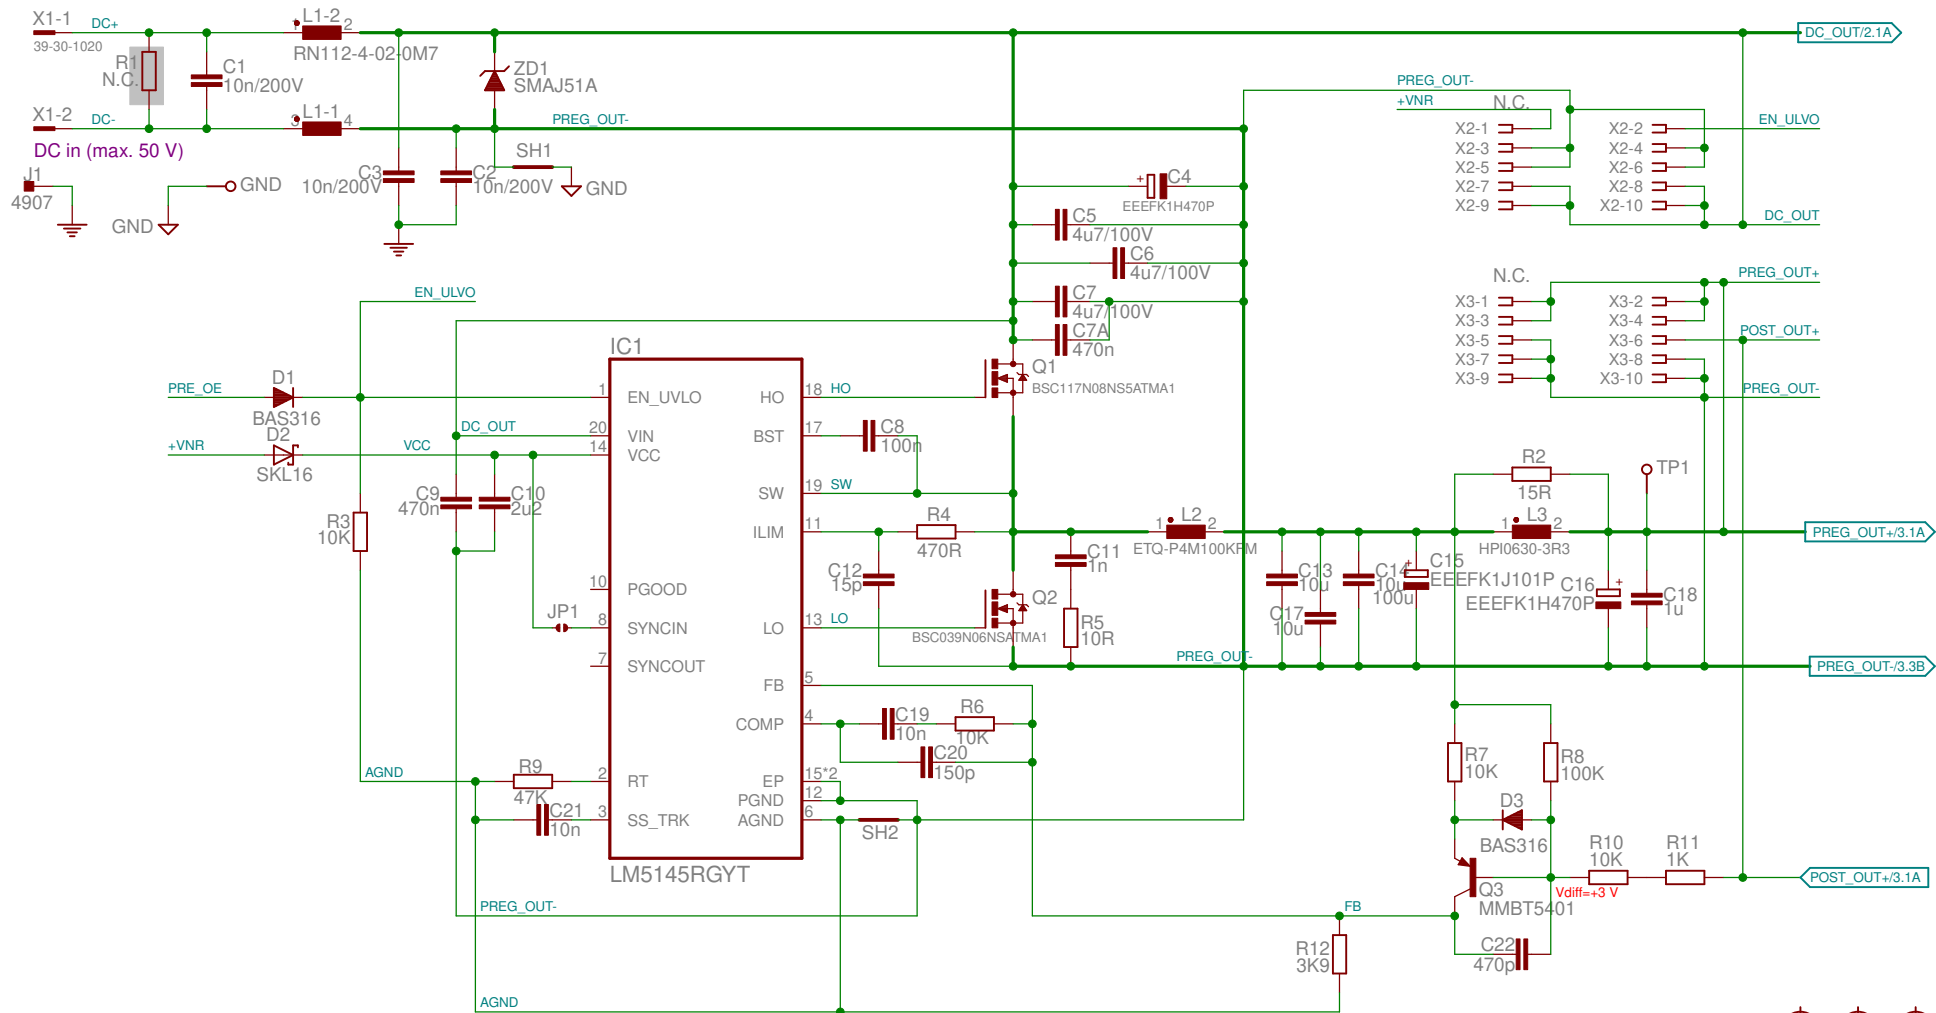 X1-1
DC+
39-30-1020
R1
N.C.
C1
10n/200V
X1-2
DC-
DC in (max. 50 V)
J1
4907
GND
GND
L1-2
1
2
RN112-4-02-0M7
L1-1
3
4
ZD1
SMAJ51A
PREG_OUT-
SH1
GND
C3
10n/200V
C2
10n/200V
DC_OUT/2.1A
PREG_OUT-
+VNR
N.C.
X2-1
X2-3
X2-5
X2-7
X2-9
X2-2
X2-4
X2-6
X2-8
X2-10
EN_ULVO
DC_OUT
C4
EEEFK1H470P
C5
4u7/100V
C6
4u7/100V
C7
4u7/100V
C7A
470n
N.C.
X3-1
X3-3
X3-5
X3-7
X3-9
X3-2
X3-4
X3-6
X3-8
X3-10
PREG_OUT+
POST_OUT+
PREG_OUT-
EN_ULVO
PRE_OE
D1
BAS316
+VNR
D2
SKL16
VCC
DC_OUT
C9
470n
C10
2u2
R3
10K
JP1
AGND
R9
47K
C21
10n
PREG_OUT-
AGND
IC1
1
EN_UVLO
20
VIN
14
VCC
10
PGOOD
8
SYNCIN
7
SYNCOUT
2
RT
3
SS_TRK
HO
18
HO
BST
17
SW
19
SW
ILIM
11
LO
13
LO
FB
5
COMP
4
EP
15*2
PGND
12
AGND
6
LM5145RGYT
SH2
C8
100n
Q1
BSC117N08NS5ATMA1
R4
470R
C12
15p
C11
1n
Q2
BSC039N06NSATMA1
R5
10R
L2
1
2
ETQ-P4M100KFM
PREG_OUT-
C13
10u
C17
10u
C14
10u
C15
EEEFK1J101P
100u
R2
15R
L3
1
2
HPI0630-3R3
TP1
C16
EEEFK1H470P
C18
1u
PREG_OUT+/3.1A
PREG_OUT-/3.3B
C19
10n
R6
10K
C20
150p
R7
10K
R8
100K
D3
BAS316
R10
10K
R11
1K
POST_OUT+/3.1A
Vdiff=+3 V
Q3
MMBT5401
FB
R12
3K9
C22
470p